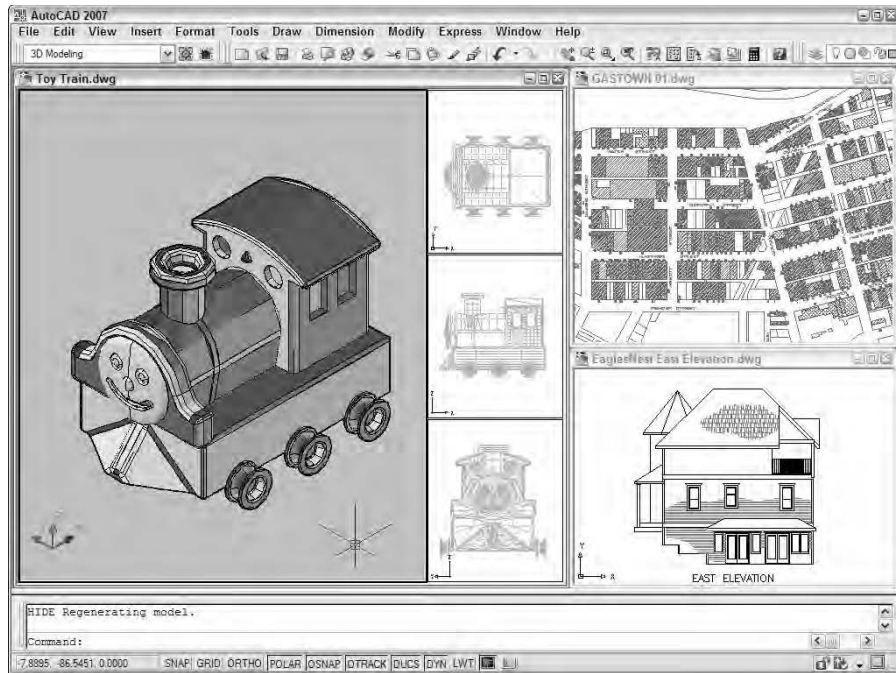 AutoCAD 2007
File Edit View Insert Format Tools Draw Dimension Modify Express Window Help
3D Modeling
Toy Train.dwg
GASTOWN 01.dwg
EaglesNest East Elevation.dwg
EAST ELEVATION
HIDE Regenerating model.
Command:
-7.8895, -86.5451, 0.0000 SNAP GRID ORTHO POLAR OSNAP OTRACK DUCS DYN LWT